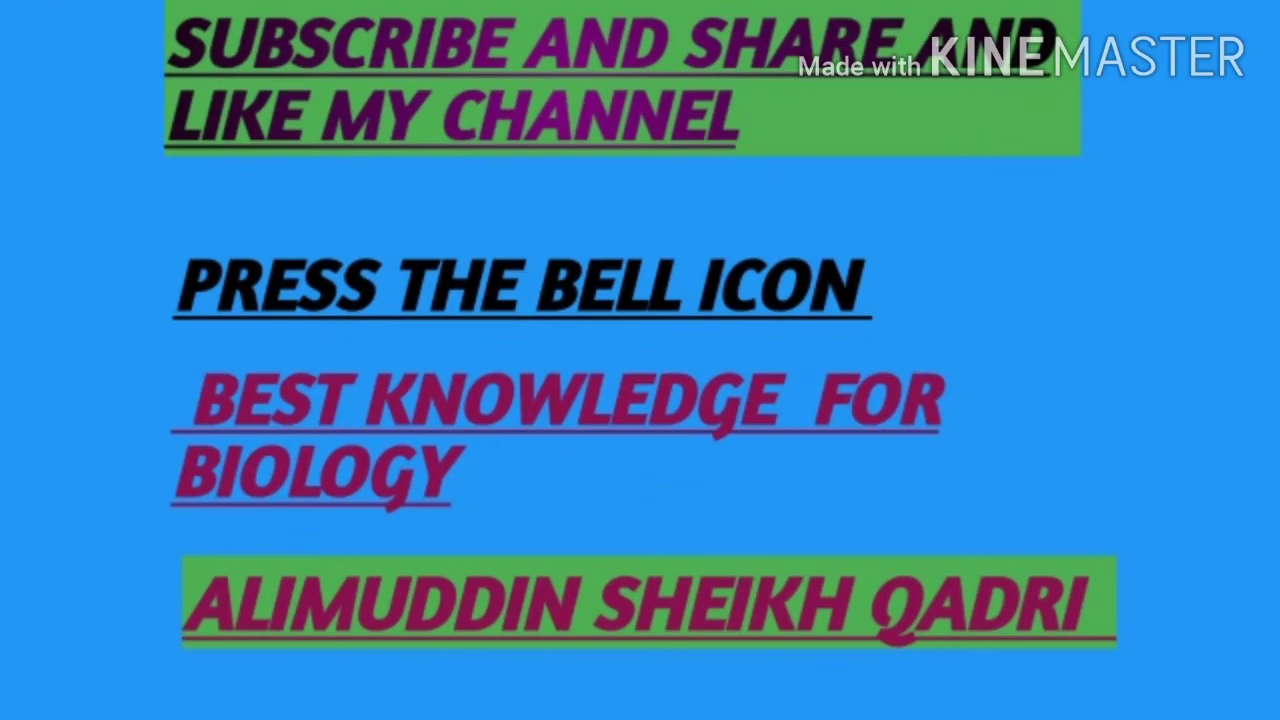 SUBSCRIBE AND SHARE AND
Made with KINEMASTER
LIKE MY CHANNEL
PRESS THE BELL ICON
BEST KNOWLEDGE FOR
BIOLOGY
ALIMUDDIN SHEIKH QADRI